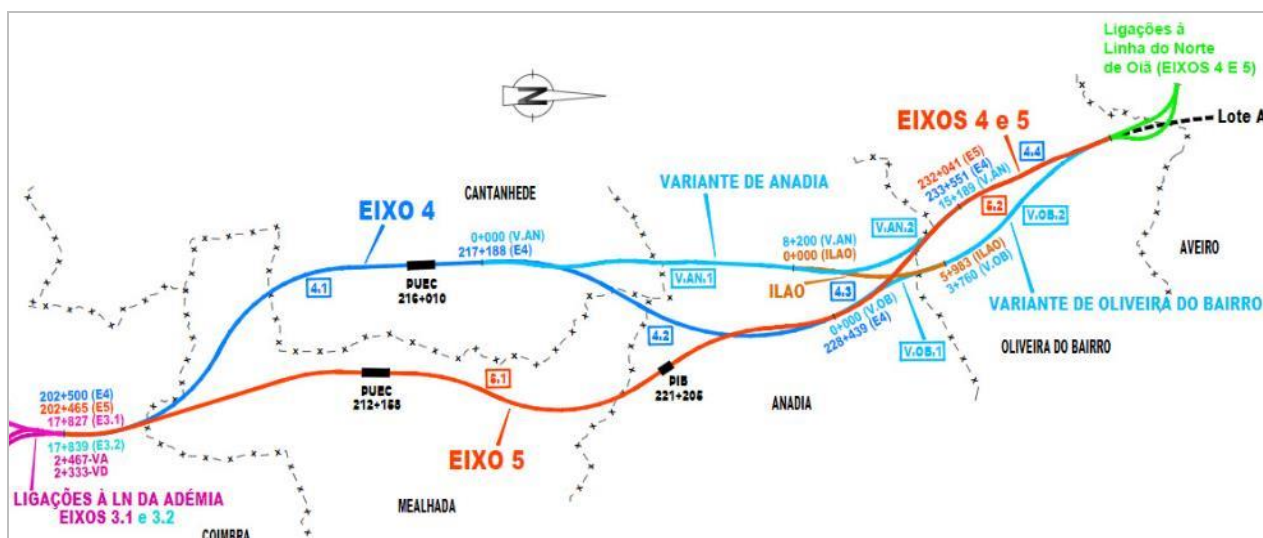 Ligações à
Linha do Norte
de Oiã (EIXOS 4 E 5)
Lote A
N
EIXOS 4 e 5
4.4
232+041 (E5)
233+551 (E4)
15+189 (V.AN)
5.2
CANTANHEDE
VARIANTE DE ANADIA
EIXO 4
0+000 (V.AN)
217+188 (E4)
8+200 (V.AN)
0+000 (ILAO)
V.AN.2
V.OB.2
AVEIRO
4.1
PUEC
216+010
V.AN.1
ILAO
4.3
5+983 (ILAO)
3+760 (V.OB)
VARIANTE DE OLIVEIRA DO BAIRRO
4.2
0+000 (V.OB)
228+439 (E4)
V.OB.1
OLIVEIRA DO BAIRRO
5.1
PUEC
212+158
PIB
221+205
ANADIA
202+500 (E4)
202+465 (E5)
17+827 (E3.1)
17+839 (E3.2)
2+467-VA
2+333-VD
EIXO 5
LIGAÇÕES À LN DA ADÉMIA
EIXOS 3.1 e 3.2
MEALHADA
COIMBRA